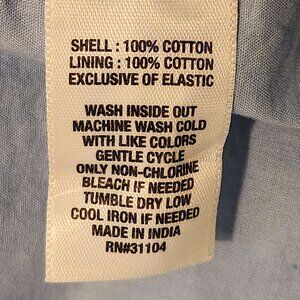 SHELL : 100% COTTON
LINING : 100% COTTON
EXCLUSIVE OF ELASTIC
WASH INSIDE OUT
MACHINE WASH COLD
WITH LIKE COLORS
GENTLE CYCLE
ONLY NON-CHLORINE
BLEACH IF NEEDED
TUMBLE DRY LOW
COOL IRON IF NEEDED
MADE IN INDIA
RN#31104